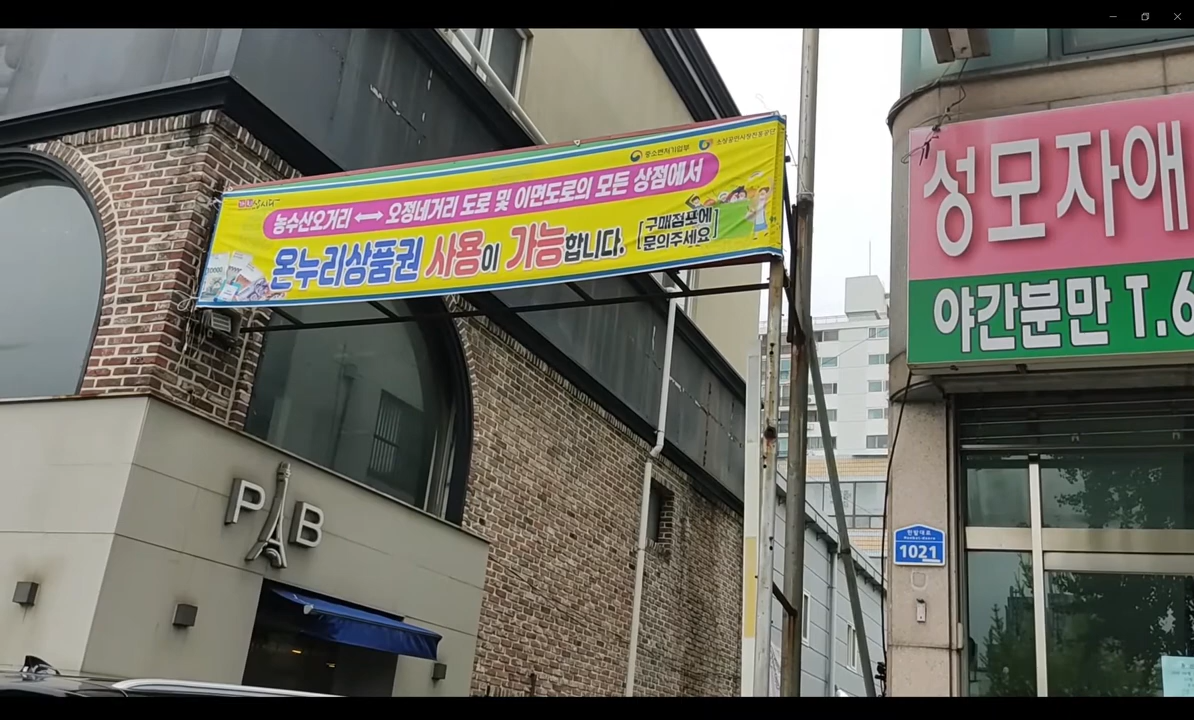 중소벤처기업부 소상공인시장진흥공단
농수산오거리 ↔ 오정네거리 도로 및 이면도로의 모든 상점에서
온누리상품권 사용이 가능합니다.
[구매점포에
문의주세요]
성모자애
야간분만 T.6
P B
한밭대로
1021